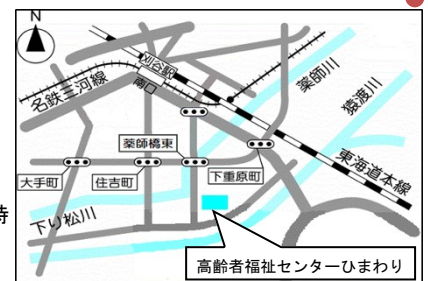 N
刈谷駅
南口
名鉄三河線
薬師川
猿渡川
薬師橋東
大手町
住吉町
下重原町
東海道本線
下り松川
時
高齢者福祉センターひまわり